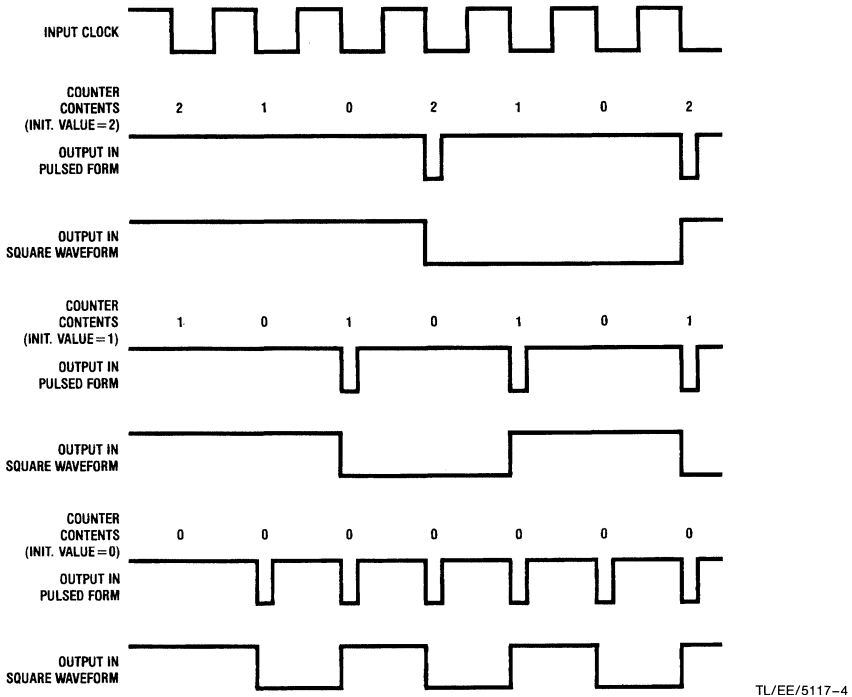 INPUT CLOCK
COUNTER
CONTENTS
(INIT. VALUE=2)
2 1 0 2 1 0 2
OUTPUT IN
PULSED FORM
OUTPUT IN
SQUARE WAVEFORM
COUNTER
CONTENTS
(INIT. VALUE=1)
1 0 1 0 1 0 1
OUTPUT IN
PULSED FORM
OUTPUT IN
SQUARE WAVEFORM
COUNTER
CONTENTS
(INIT. VALUE=0)
0 0 0 0 0 0 0
OUTPUT IN
PULSED FORM
OUTPUT IN
SQUARE WAVEFORM
TL/EE/5117–4